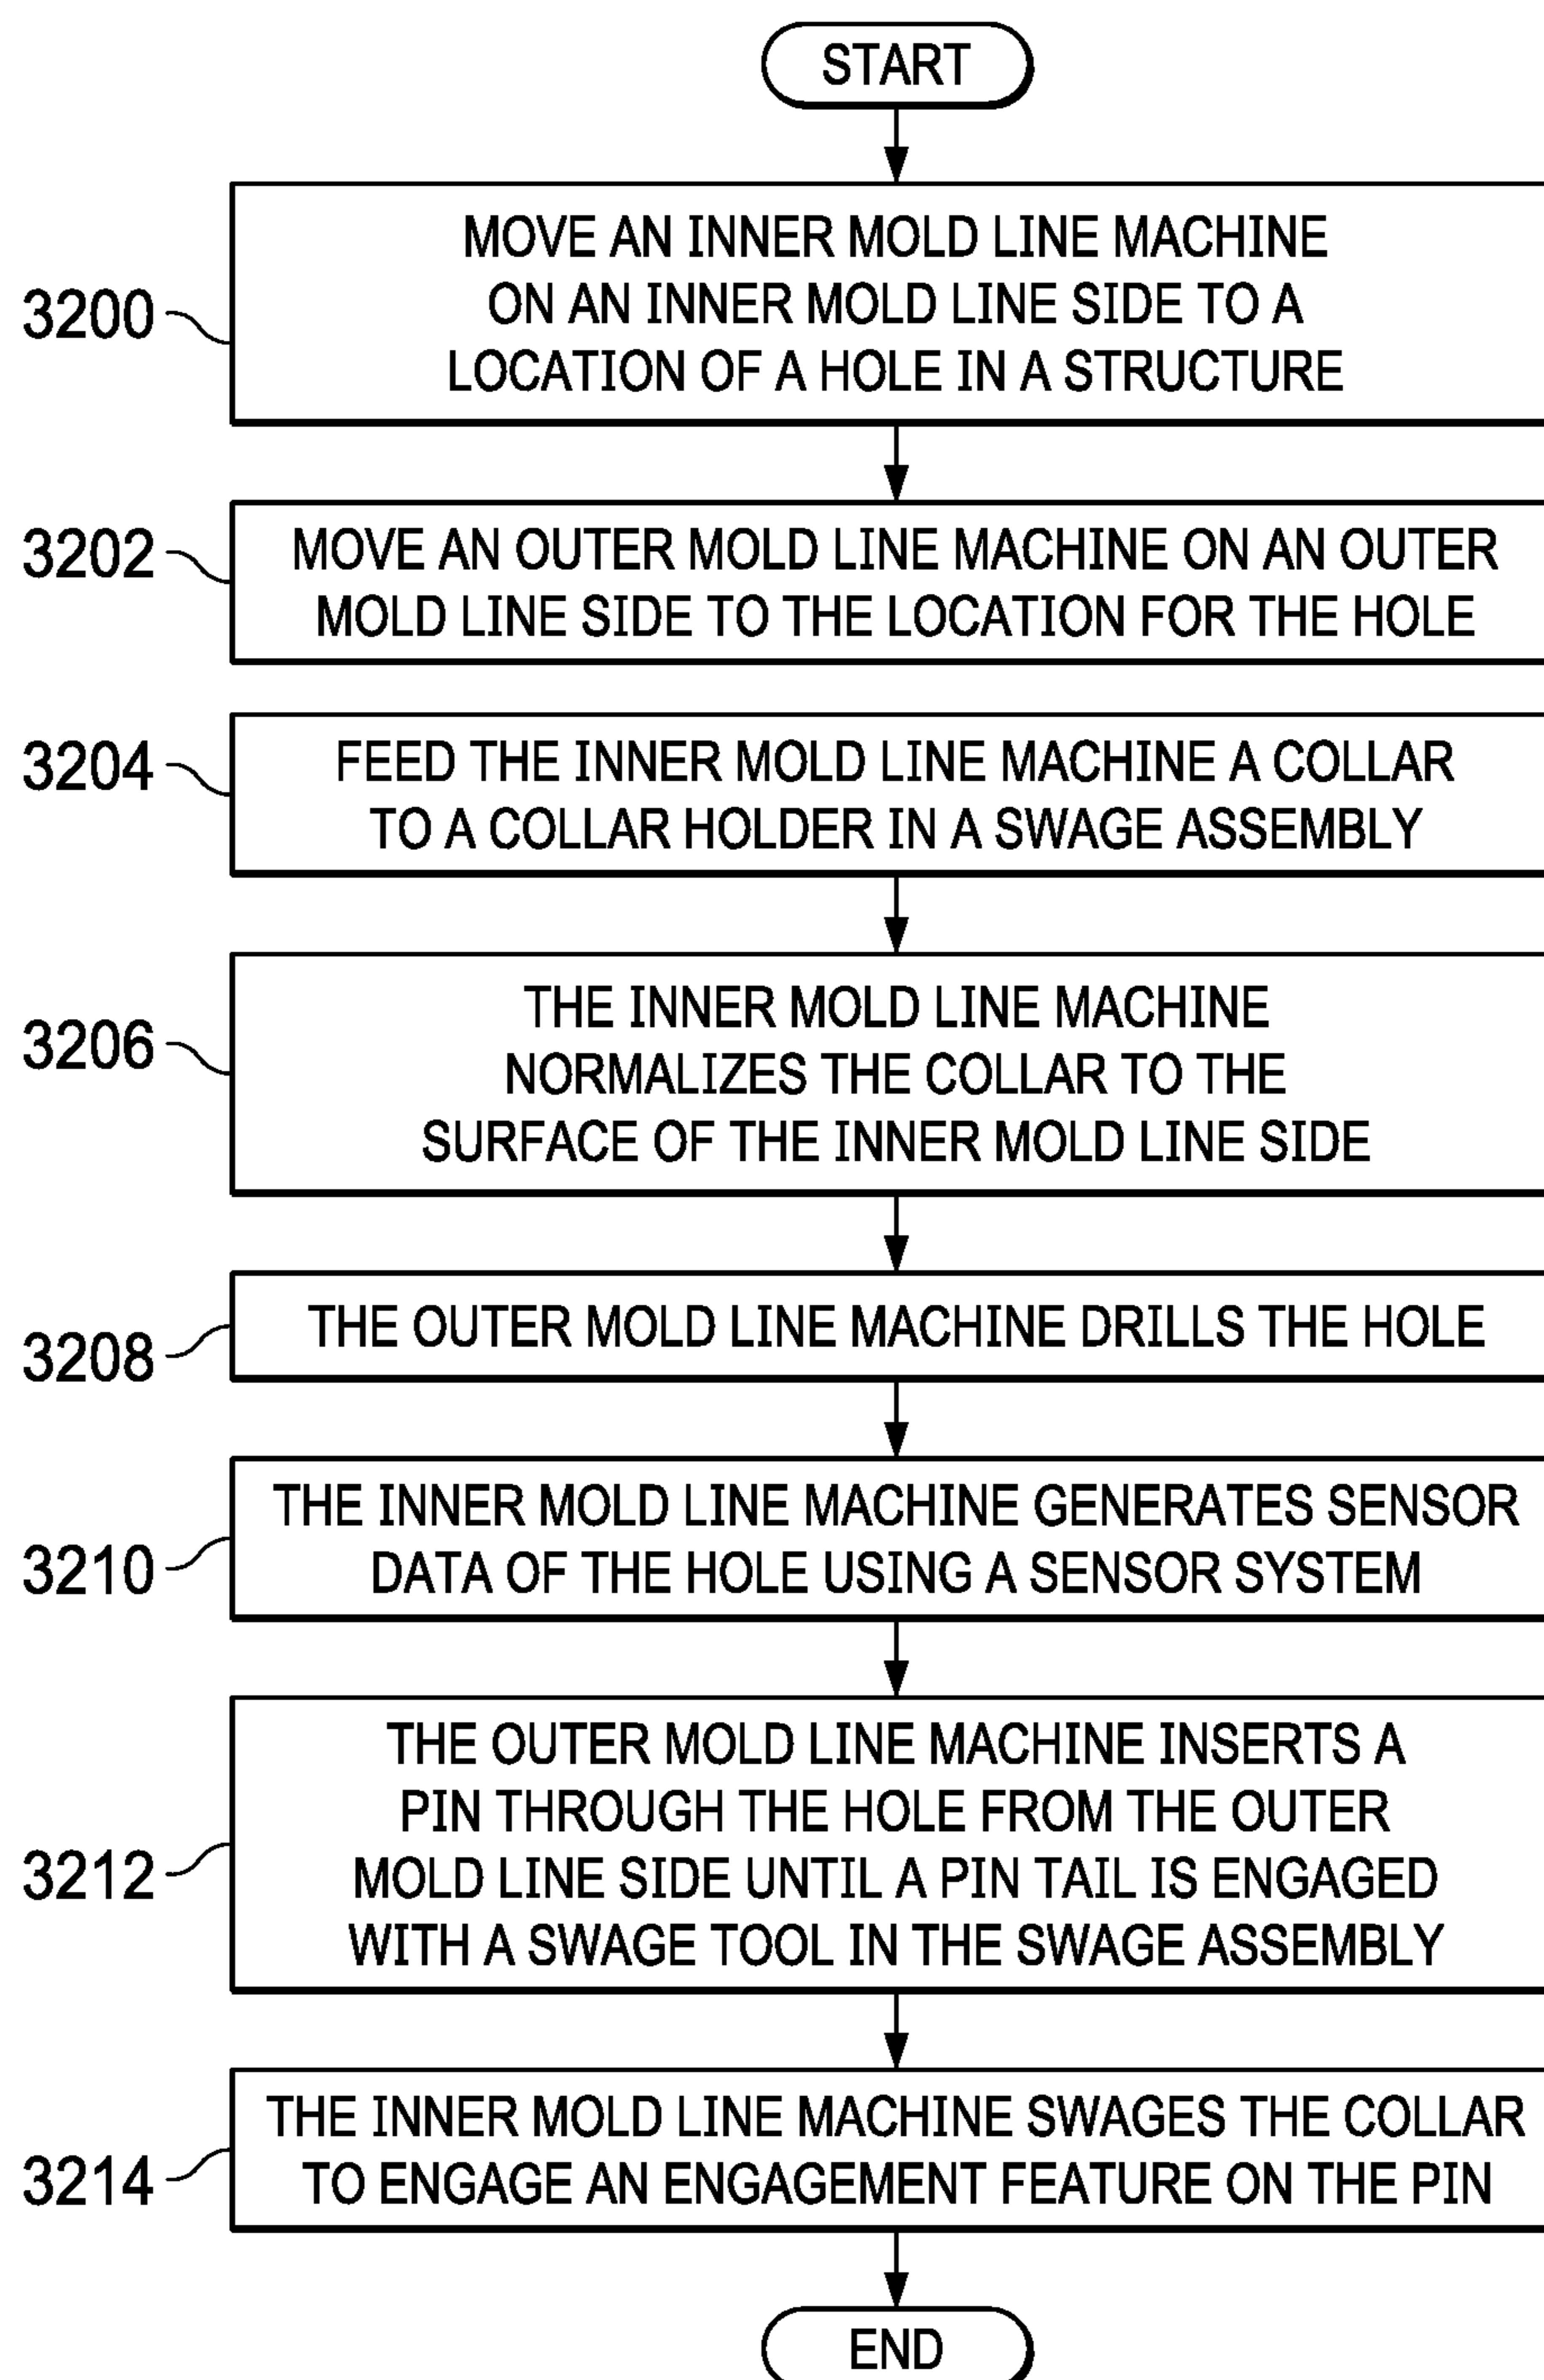 START
MOVE AN INNER MOLD LINE MACHINE
ON AN INNER MOLD LINE SIDE TO A
3200
LOCATION OF A HOLE IN A STRUCTURE
3202
MOVE AN OUTER MOLD LINE MACHINE ON AN OUTER
MOLD LINE SIDE TO THE LOCATION FOR THE HOLE
3204
FEED THE INNER MOLD LINE MACHINE A COLLAR
TO A COLLAR HOLDER IN A SWAGE ASSEMBLY
THE INNER MOLD LINE MACHINE
3206
NORMALIZES THE COLLAR TO THE
SURFACE OF THE INNER MOLD LINE SIDE
THE OUTER MOLD LINE MACHINE DRILLS THE HOLE
3208
THE INNER MOLD LINE MACHINE GENERATES SENSOR
DATA OF THE HOLE USING A SENSOR SYSTEM
3210
THE OUTER MOLD LINE MACHINE INSERTS A
PIN THROUGH THE HOLE FROM THE OUTER
3212
MOLD LINE SIDE UNTIL A PIN TAIL IS ENGAGED
WITH A SWAGE TOOL IN THE SWAGE ASSEMBLY
THE INNER MOLD LINE MACHINE SWAGES THE COLLAR
3214
TO ENGAGE AN ENGAGEMENT FEATURE ON THE PIN
END